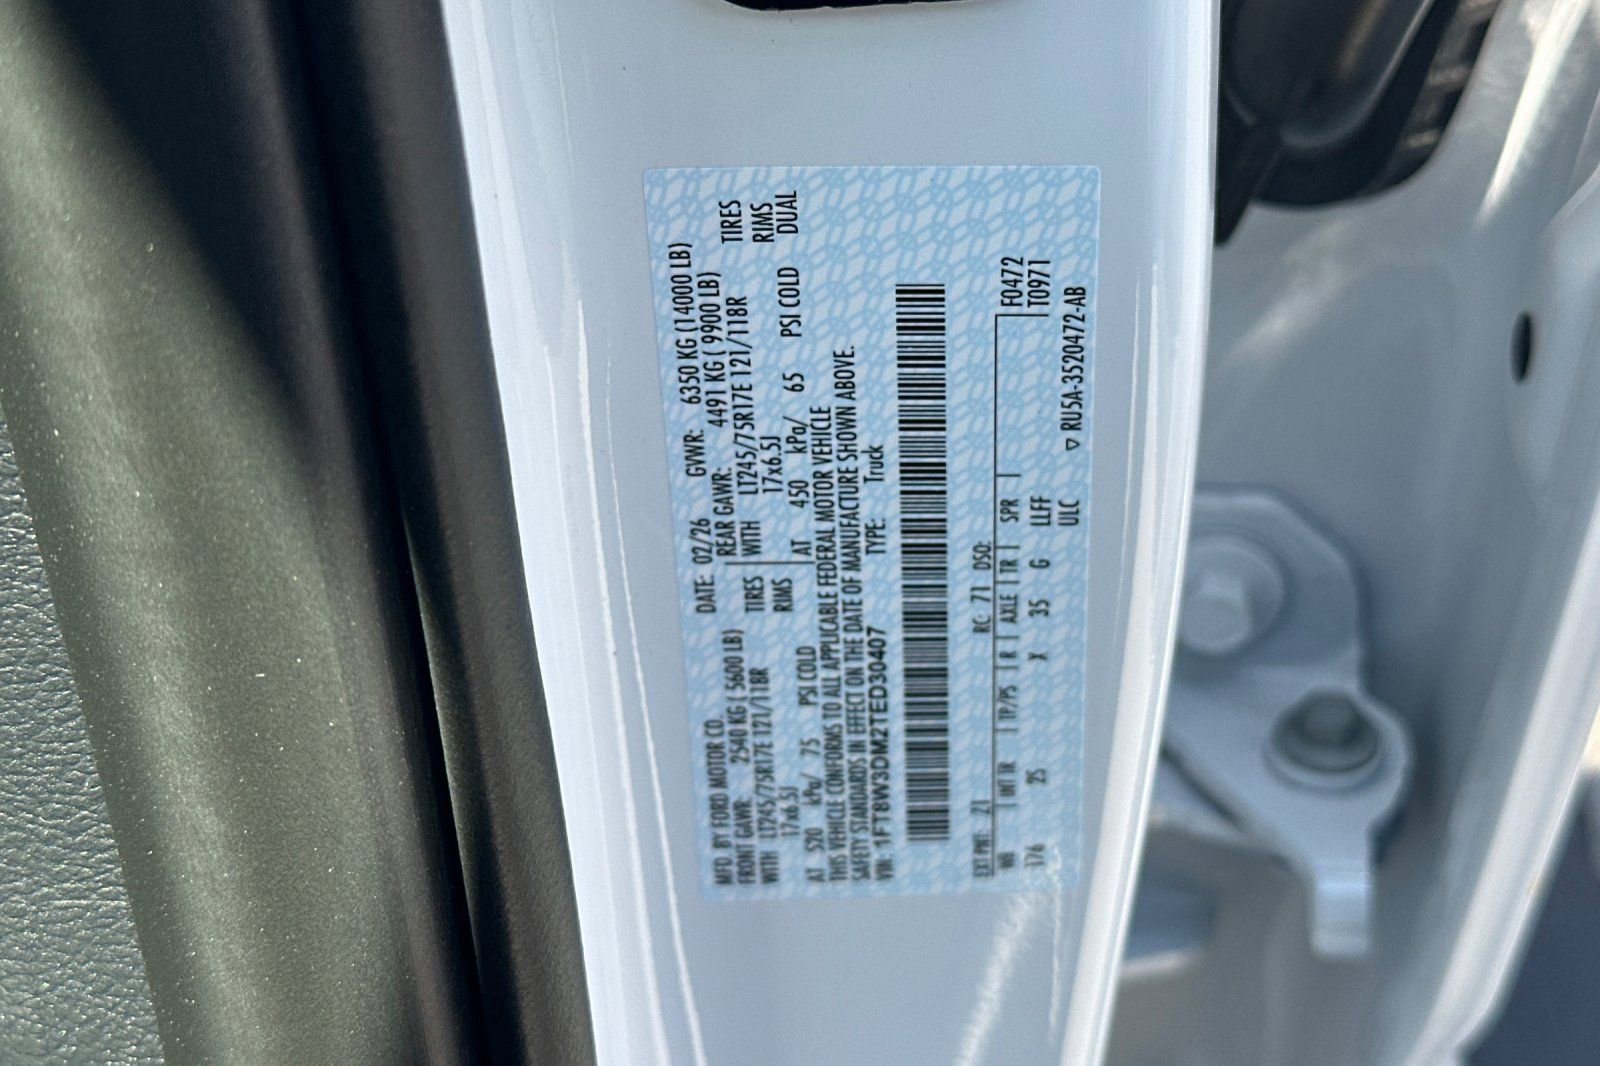 MFD. BY FORD MOTOR CO.
DATE: 02/26 GVWR: 6350 KG (14000 LB)
FRONT GAWR: 2540 KG ( 5600 LB) REAR GAWR: 4491 KG ( 9900 LB)
WITH LT245/75R17E 121/118R TIRES WITH LT245/75R17E 121/118R TIRES
17x6.5J RIMS 17x6.5J RIMS
AT 520 kPa/ 75 PSI COLD AT 450 kPa/ 65 PSI COLD DUAL
THIS VEHICLE CONFORMS TO ALL APPLICABLE FEDERAL MOTOR VEHICLE
SAFETY STANDARDS IN EFFECT ON THE DATE OF MANUFACTURE SHOWN ABOVE.
VIN: 1FT8W3DM2TED30407 TYPE: Truck
EXT PNT: Z1 RC: 71 DSO: F0472
WB INT TR TP/PS R AXLE TR SPR T0971
176 2S X 35 G LLFF
ULC ▽ RU5A-3520472-AB